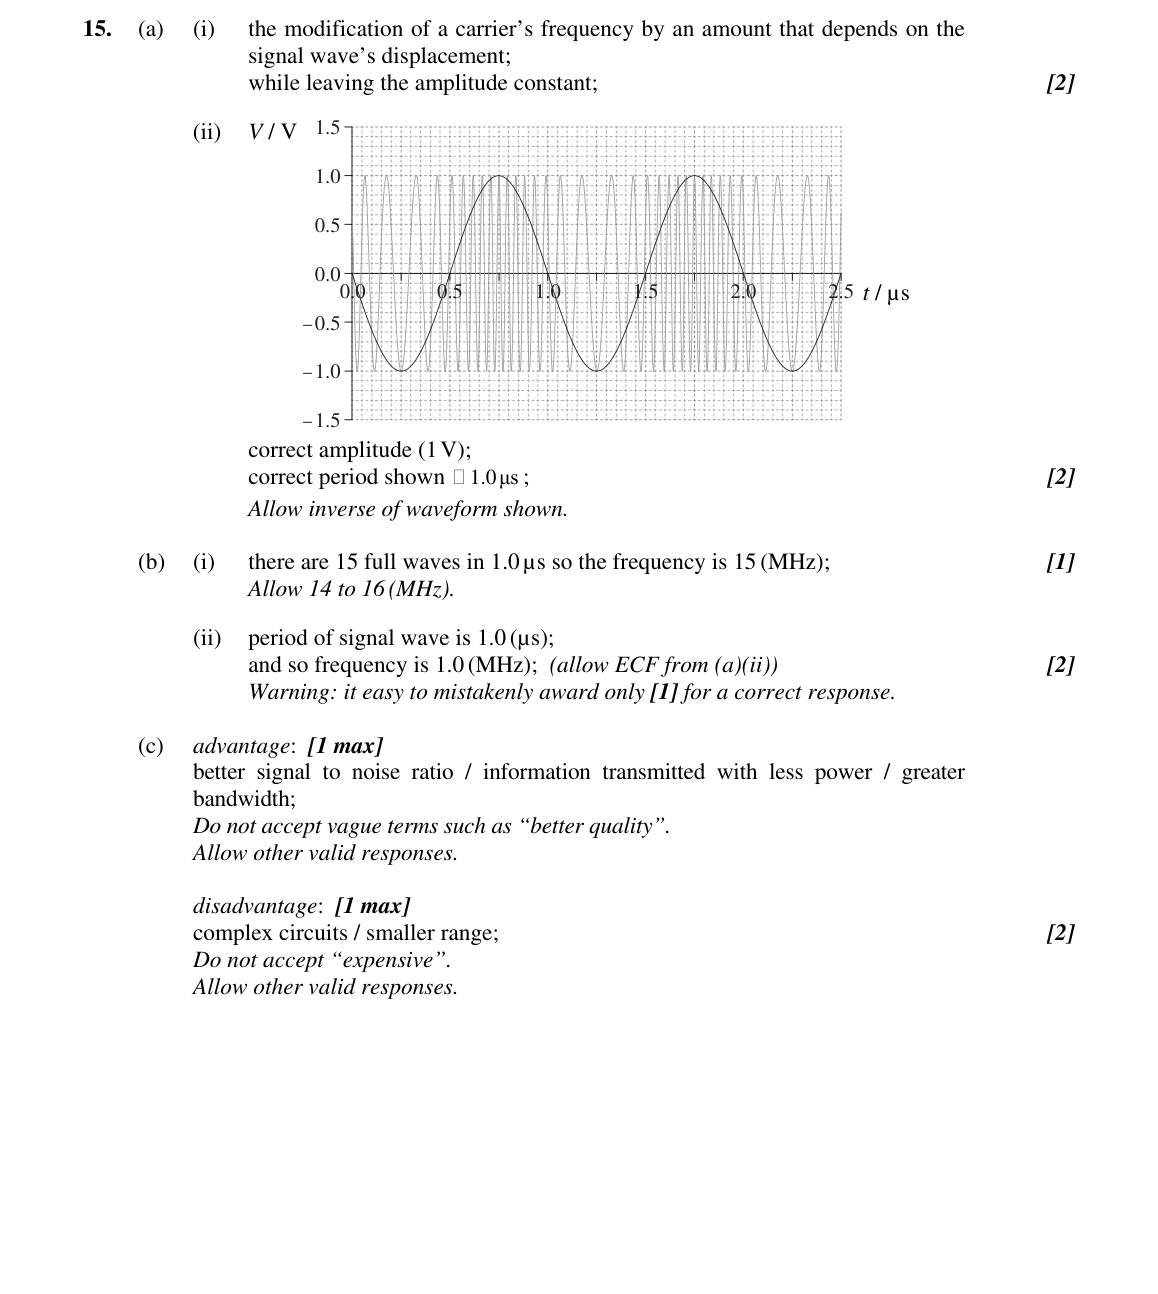 15. (a) (i) the modification of a carrier’s frequency by an amount that depends on the
signal wave’s displacement;
while leaving the amplitude constant; [2]
(ii) V / V 1.5
1.0
0.5
0.0
0.0 0.5 1.0 1.5 2.0 2.5 t / µs
–0.5
–1.0
–1.5
correct amplitude (1 V);
correct period shown □ 1.0 µs ; [2]
Allow inverse of waveform shown.
(b) (i) there are 15 full waves in 1.0 µs so the frequency is 15 (MHz); [1]
Allow 14 to 16 (MHz).
(ii) period of signal wave is 1.0 (µs);
and so frequency is 1.0 (MHz); (allow ECF from (a)(ii)) [2]
Warning: it easy to mistakenly award only [1] for a correct response.
(c) advantage: [1 max]
better signal to noise ratio / information transmitted with less power / greater
bandwidth;
Do not accept vague terms such as “better quality”.
Allow other valid responses.
disadvantage: [1 max]
complex circuits / smaller range; [2]
Do not accept “expensive”.
Allow other valid responses.